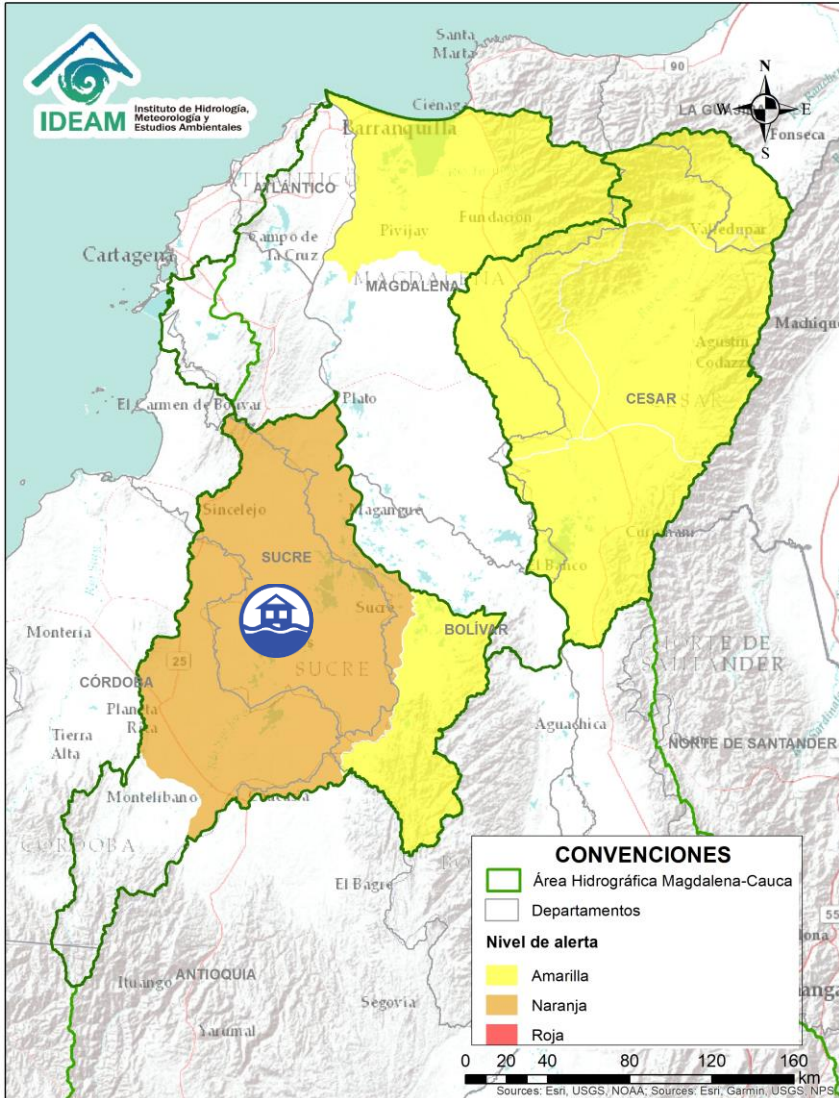 IDEAM
Instituto de Hidrología,
Meteorología y
Estudios Ambientales
Santa
Marta
90
N
W
E
S
LA GUAJIRA
Fonseca
Ciénaga
Barranquilla
ATLÁNTICO
Pivijay
Fundación
Valledupar
Cartagena
Campo de
La Cruz
MAGDALENA
MAGDALENA
Machique
Agustín
Codazzi
CESAR
El Carmen de Bolívar
Plato
Sincelejo
Magangué
Curumaní
SUCRE
El Banco
Sucre
BOLÍVAR
Montería
25
SUCRE
NORTE DE
SANTANDER
CÓRDOBA
Planeta
Rica
Tierra
Alta
Aguachica
NORTE DE SANTANDER
Montelíbano
CÓRDOBA
El Bagre
Ituango
ANTIOQUIA
Segovia
Yarumal
CONVENCIONES
Área Hidrográfica Magdalena-Cauca
Departamentos
Nivel de alerta
Amarilla
Naranja
Roja
55
0 20 40 80 120 160
km
Sources: Esri, USGS, NOAA; Sources: Esri, Garmin, USGS, NPS